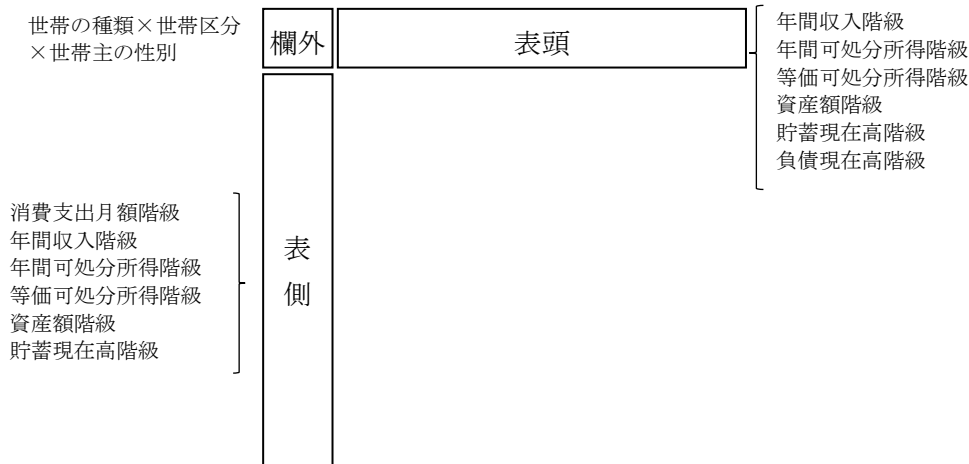 世帯の種類×世帯区分
×世帯主の性別
欄外
表頭
年間収入階級
年間可処分所得階級
等価可処分所得階級
資産額階級
貯蓄現在高階級
負債現在高階級
消費支出月額階級
年間収入階級
年間可処分所得階級
等価可処分所得階級
資産額階級
貯蓄現在高階級
表側